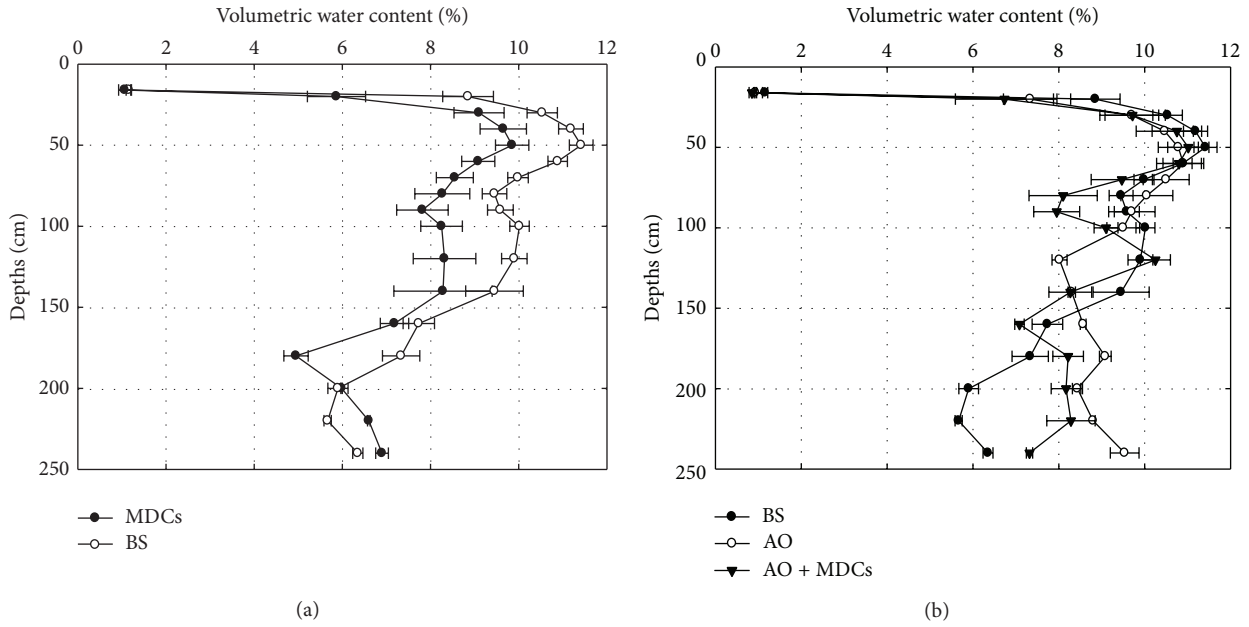 Volumetric water content (%)
0 2 4 6 8 10 12
0
50
100
150
200
250
Depths (cm)
MDCs
BS
(a)
Volumetric water content (%)
0 2 4 6 8 10 12
0
50
100
150
200
250
Depths (cm)
BS
AO
AO + MDCs
(b)